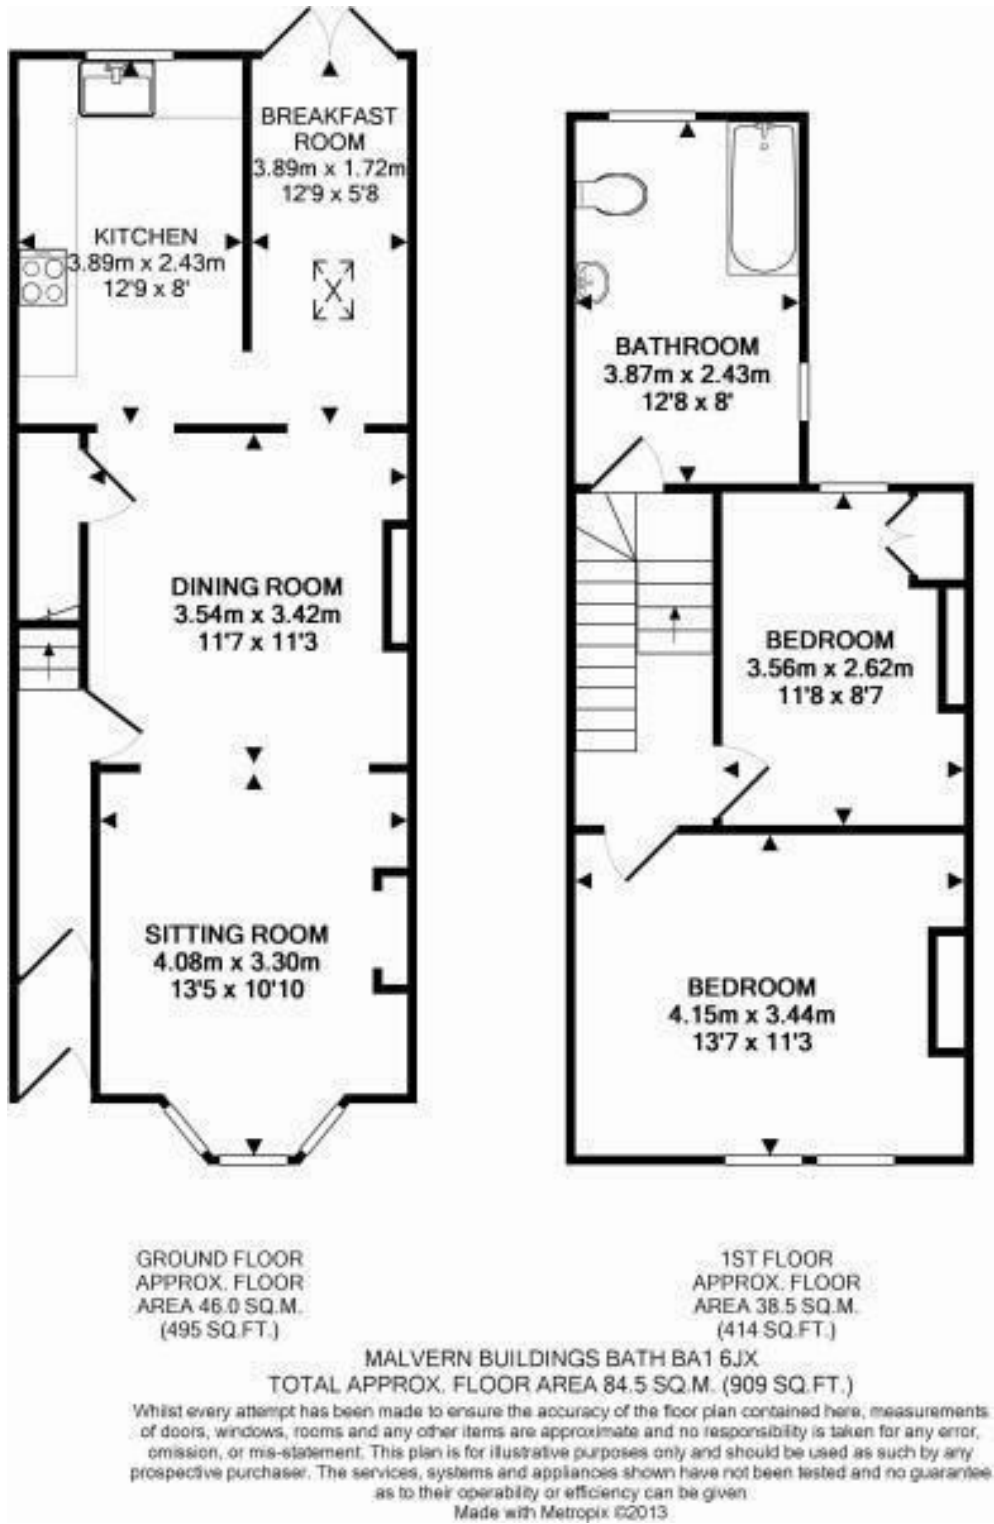 BREAKFAST
ROOM
3.89m x 1.72m
12'9 x 5'8
KITCHEN
3.89m x 2.43m
12'9 x 8'
DINING ROOM
3.54m x 3.42m
11'7 x 11'3
SITTING ROOM
4.08m x 3.30m
13'5 x 10'10
BATHROOM
3.87m x 2.43m
12'8 x 8'
BEDROOM
3.56m x 2.62m
11'8 x 8'7
BEDROOM
4.15m x 3.44m
13'7 x 11'3
GROUND FLOOR
APPROX. FLOOR
AREA 46.0 SQ.M.
(495 SQ.FT.)
1ST FLOOR
APPROX. FLOOR
AREA 38.5 SQ.M.
(414 SQ.FT.)
MALVERN BUILDINGS BATH BA1 6JX
TOTAL APPROX. FLOOR AREA 84.5 SQ.M. (909 SQ.FT.)
Whilst every attempt has been made to ensure the accuracy of the floor plan contained here, measurements
of doors, windows, rooms and any other items are approximate and no responsibility is taken for any error,
omission, or mis-statement. This plan is for illustrative purposes only and should be used as such by any
prospective purchaser. The services, systems and appliances shown have not been tested and no guarantee
as to their operability or efficiency can be given
Made with Metropix ©2013